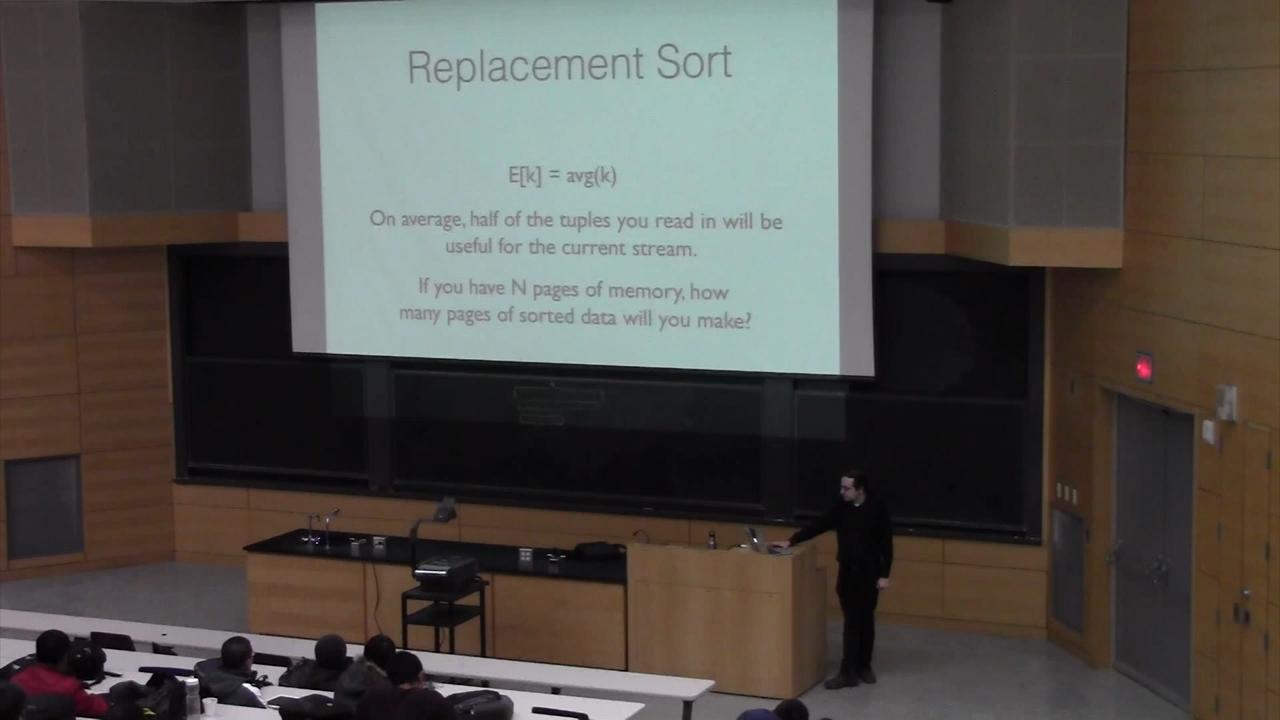 Replacement Sort
E[k] = avg(k)
On average, half of the tuples you read in will be
useful for the current stream.
If you have N pages of memory, how
many pages of sorted data will you make?